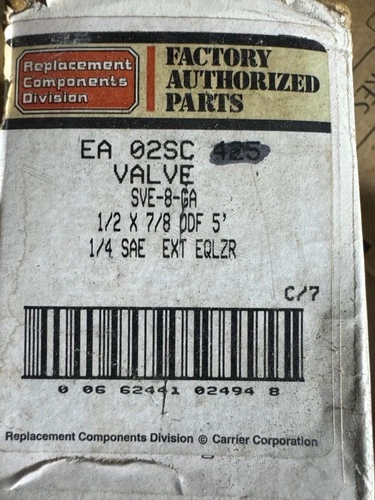 Replacement
Components
Division
FACTORY
AUTHORIZED
PARTS
EA 02SC 425
VALVE
SVE-8-GA
1/2 X 7/8 ODF 5'
1/4 SAE EXT EQLZR
C/7
0 06 62441 02494 8
Replacement Components Division © Carrier Corporation